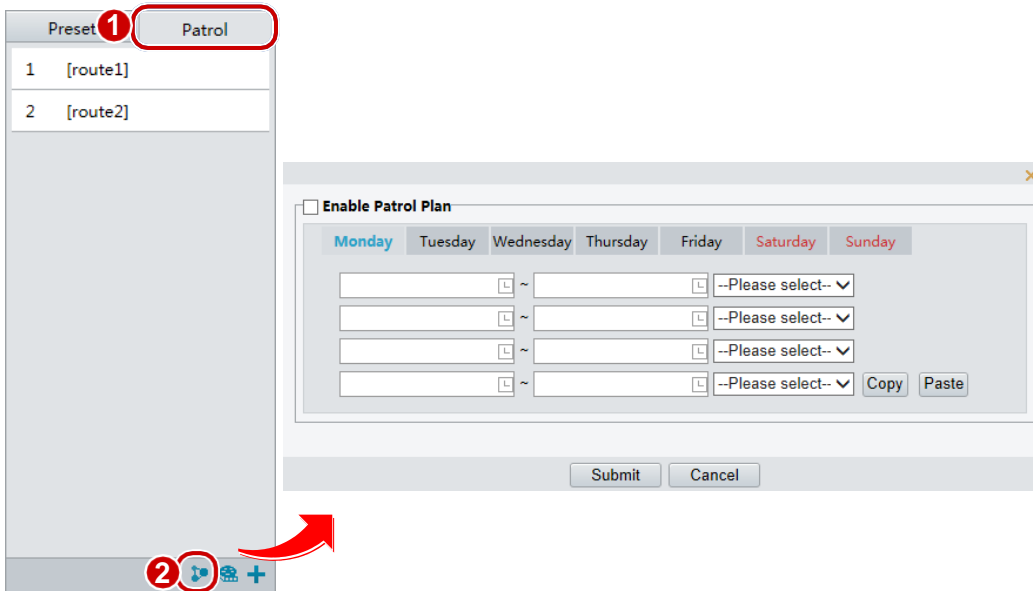 Preset 1 Patrol
1 [route1]
2 [route2]
Enable Patrol Plan
Monday Tuesday Wednesday Thursday Friday Saturday Sunday
~ --Please select--
~ --Please select--
~ --Please select--
~ --Please select-- Copy Paste
Submit Cancel
2